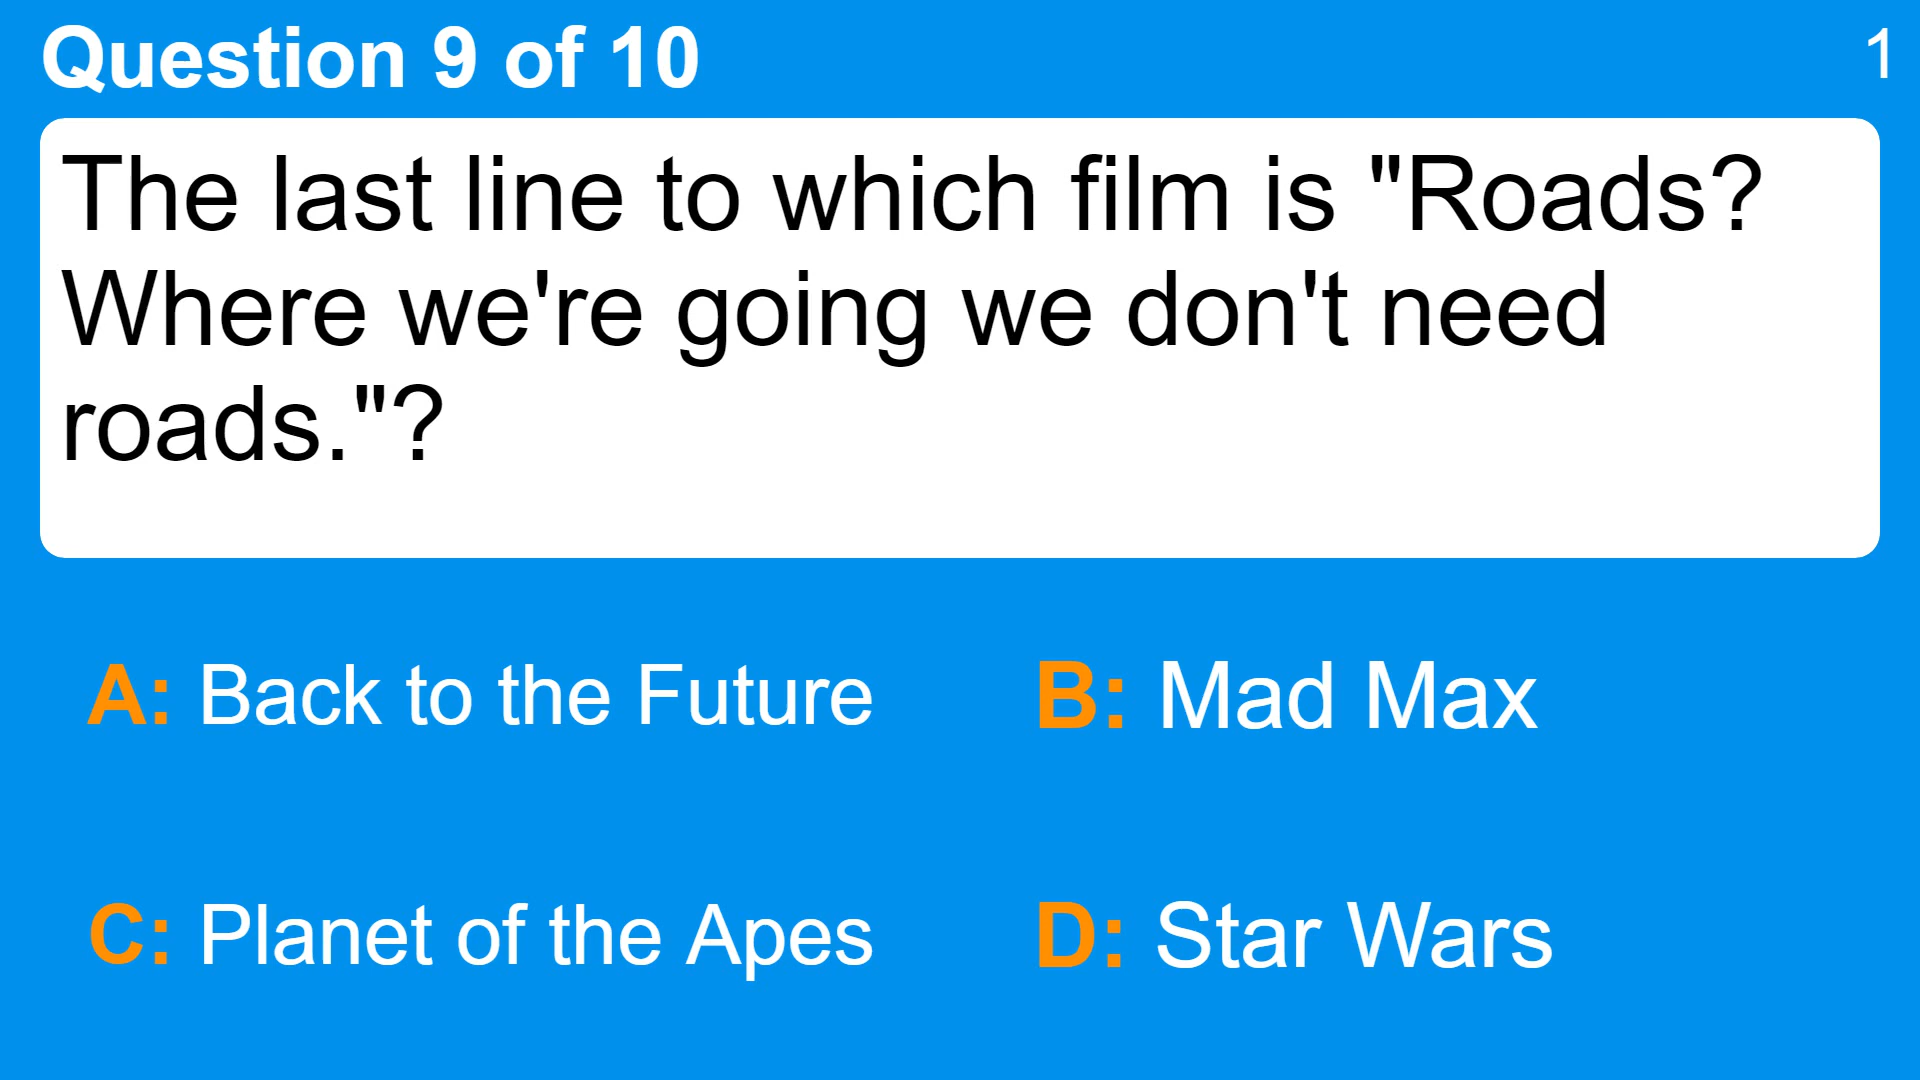 Question 9 of 10
1
The last line to which film is "Roads?
Where we're going we don't need
roads."?
A: Back to the Future
B: Mad Max
C: Planet of the Apes
D: Star Wars